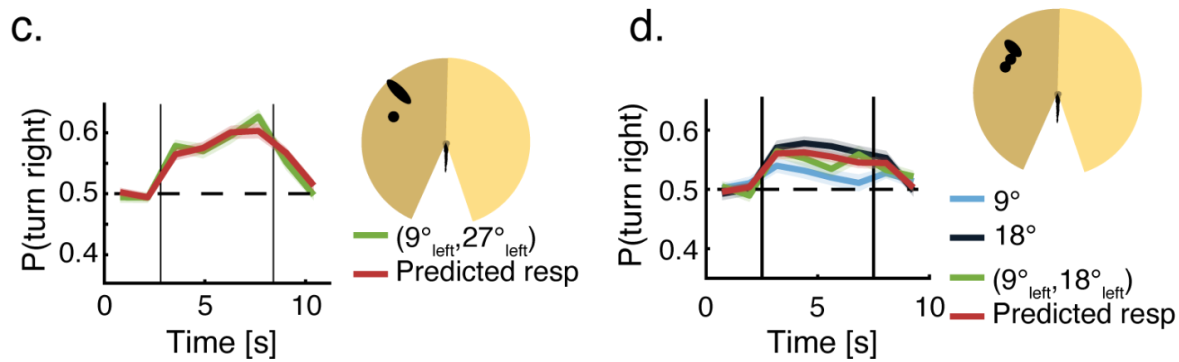 c.
P(turn right)
0.6
0.5
0.4
0
5
10
Time [s]
(9°left,27°left)
Predicted resp
d.
P(turn right)
0.6
0.5
0.4
0
5
10
Time [s]
9°
18°
(9°left,18°left)
Predicted resp